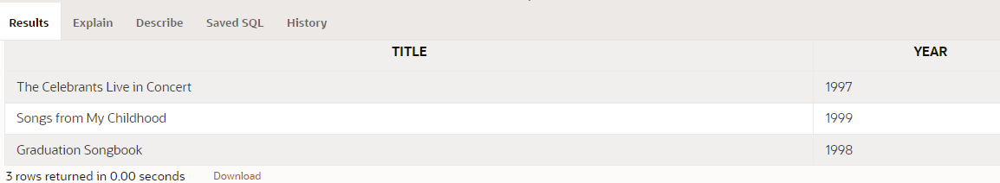 Results Explain Describe Saved SQL History
TITLE YEAR
The Celebrants Live in Concert 1997
Songs from My Childhood 1999
Graduation Songbook 1998
3 rows returned in 0.00 seconds Download